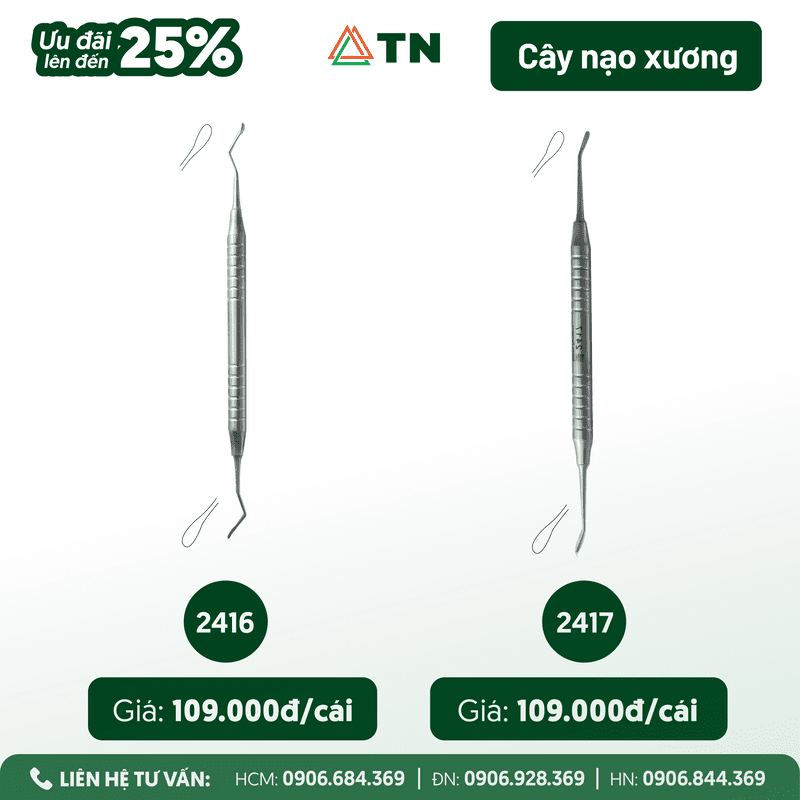 Ưu đãi
lên đến
25%
TN
Cây nạo xương
2417
2416
2417
Giá: 109.000đ/cái
Giá: 109.000đ/cái
LIÊN HỆ TƯ VẤN: HCM: 0906.684.369 | ĐN: 0906.928.369 | HN: 0906.844.369